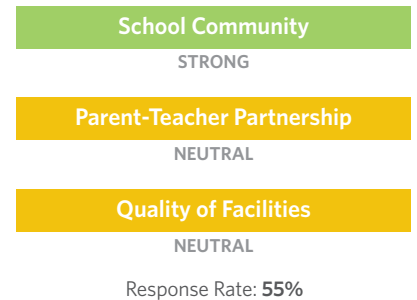 School Community
STRONG
Parent-Teacher Partnership
NEUTRAL
Quality of Facilities
NEUTRAL
Response Rate: 55%